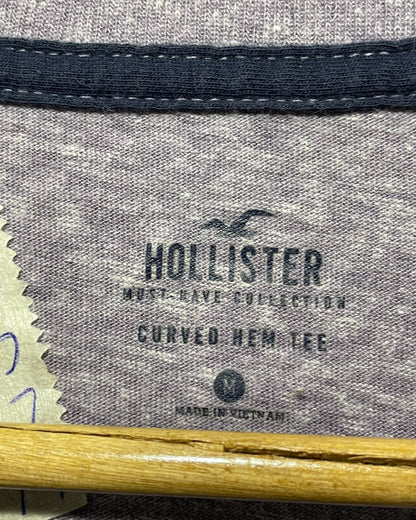 HOLLISTER
MUST-HAVE COLLECTION
CURVED HEM TEE
M
MADE IN VIETNAM